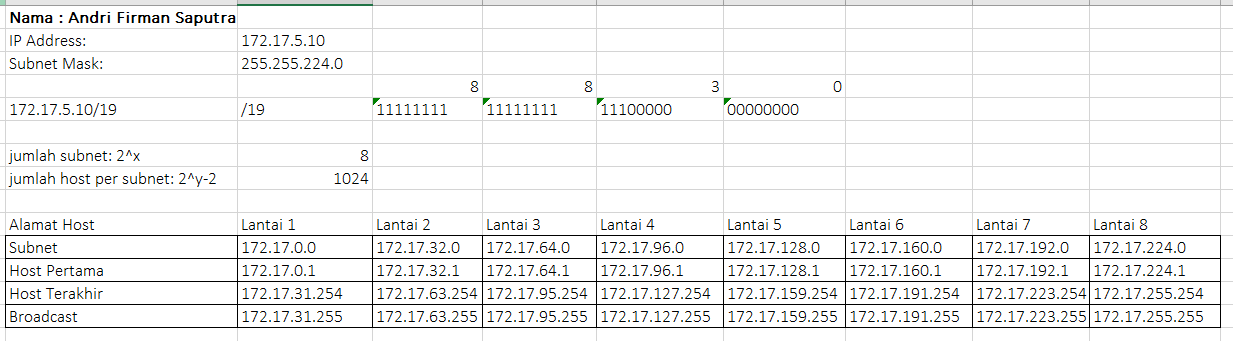 Nama : Andri Firman Saputra
IP Address: 172.17.5.10
Subnet Mask: 255.255.224.0
8 8 3 0
172.17.5.10/19 /19 11111111 11111111 11100000 00000000
jumlah subnet: 2^x 8
jumlah host per subnet: 2^y-2 1024
Alamat Host Lantai 1 Lantai 2 Lantai 3 Lantai 4 Lantai 5 Lantai 6 Lantai 7 Lantai 8
Subnet 172.17.0.0 172.17.32.0 172.17.64.0 172.17.96.0 172.17.128.0 172.17.160.0 172.17.192.0 172.17.224.0
Host Pertama 172.17.0.1 172.17.32.1 172.17.64.1 172.17.96.1 172.17.128.1 172.17.160.1 172.17.192.1 172.17.224.1
Host Terakhir 172.17.31.254 172.17.63.254 172.17.95.254 172.17.127.254 172.17.159.254 172.17.191.254 172.17.223.254 172.17.255.254
Broadcast 172.17.31.255 172.17.63.255 172.17.95.255 172.17.127.255 172.17.159.255 172.17.191.255 172.17.223.255 172.17.255.255